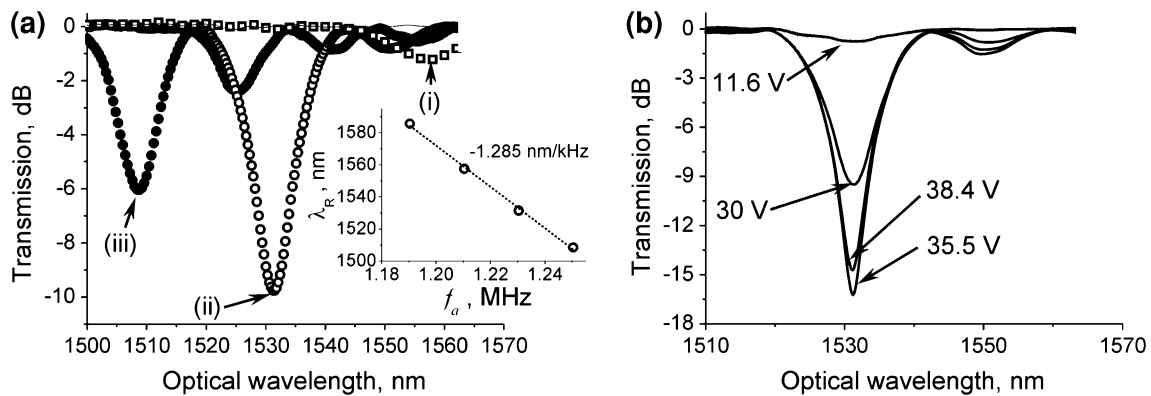 (a)
0
-2
-4
-6
-8
-10
Transmission, dB
1500 1510 1520 1530 1540 1550 1560 1570
Optical wavelength, nm
(i)
(ii)
(iii)
1580
1560
1540
1520
1500
λR, nm
-1.285 nm/kHz
1.18 1.20 1.22 1.24
fa, MHz
(b)
0
-3
-6
-9
-12
-15
-18
Transmission, dB
11.6 V
30 V
38.4 V
35.5 V
1510 1530 1550 1570
Optical wavelength, nm